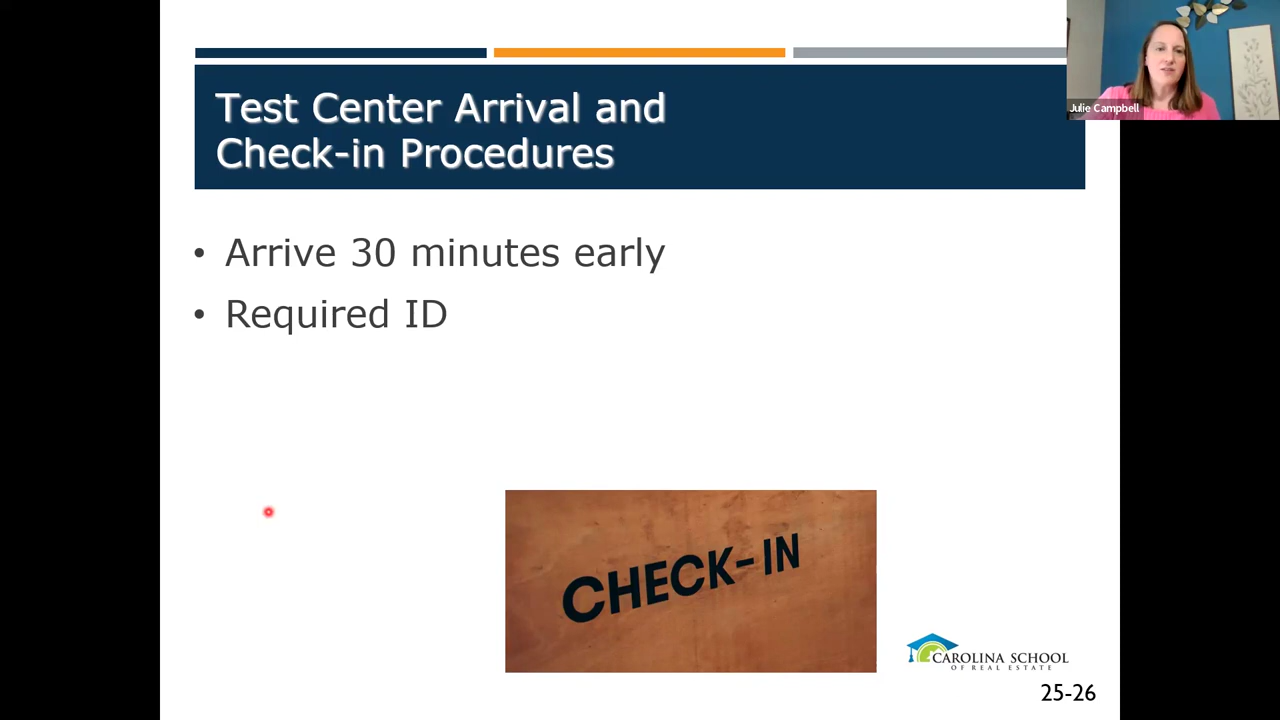 Test Center Arrival and
Check-in Procedures
Julie Campbell
• Arrive 30 minutes early
• Required ID
CHECK-IN
CAROLINA SCHOOL
OF REAL ESTATE
25-26